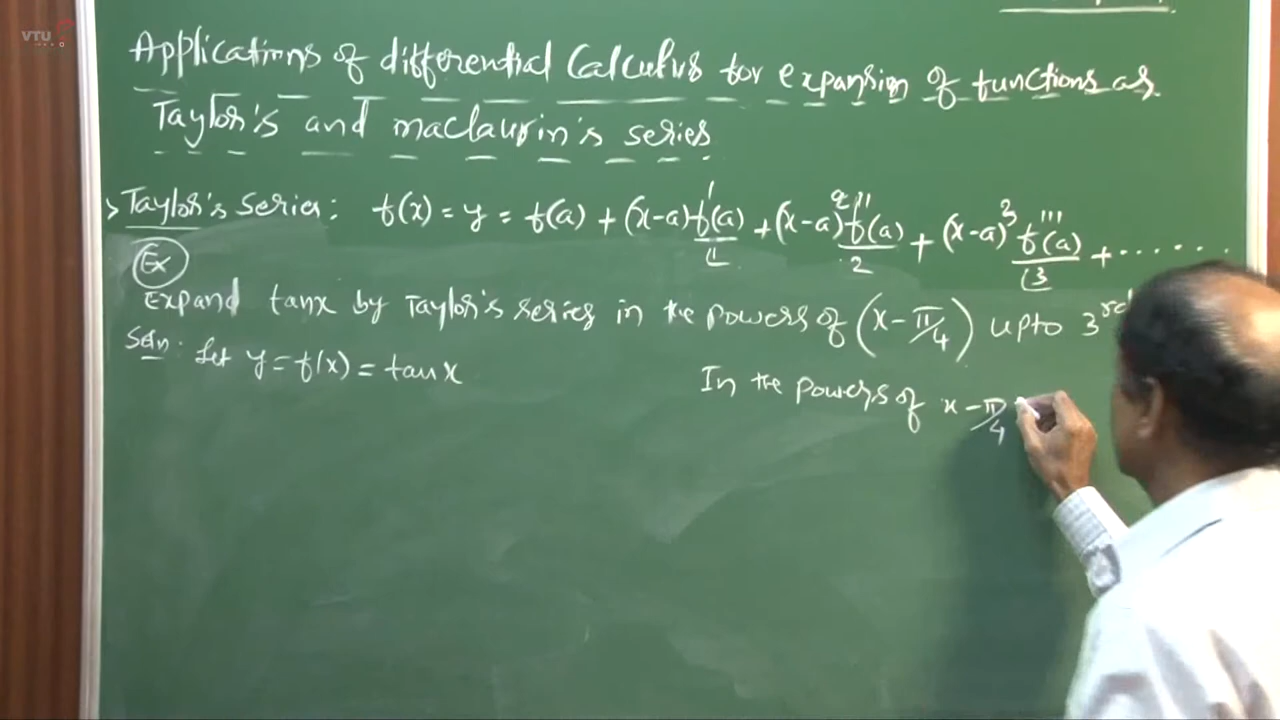 VTU
Applications of differential Calculus for expansion of functions as
Taylor's and maclaurin's series
> Taylor's Series: f(x) = y = f(a) + (x-a) f'(a)/⌊1 + (x-a)² f''(a)/⌊2 + (x-a)³ f'''(a)/⌊3 + .......
Ex
Expand tanx by Taylor's series in the powers of (x - π/4) upto 3rd
Soln: Let y = f(x) = tanx
In the powers of x - π/4